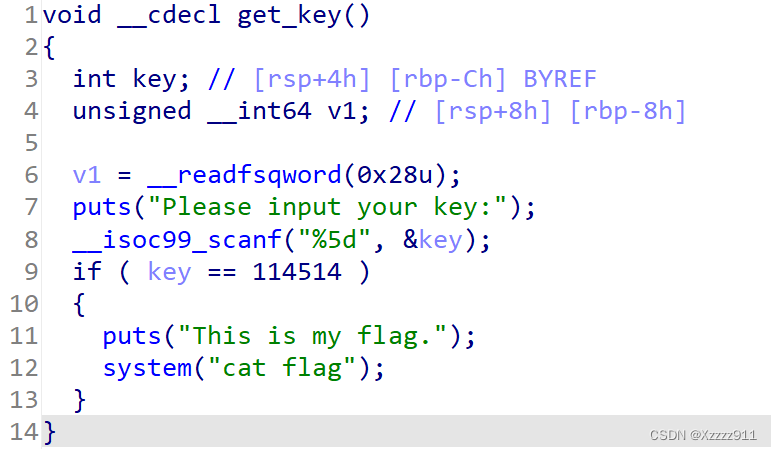 1 void __cdecl get_key()
2 {
3   int key; // [rsp+4h] [rbp-Ch] BYREF
4   unsigned __int64 v1; // [rsp+8h] [rbp-8h]
5
6   v1 = __readfsqword(0x28u);
7   puts("Please input your key:");
8   __isoc99_scanf("%5d", &key);
9   if ( key == 114514 )
10   {
11     puts("This is my flag.");
12     system("cat flag");
13   }
14 }
CSDN @Xzzzz911